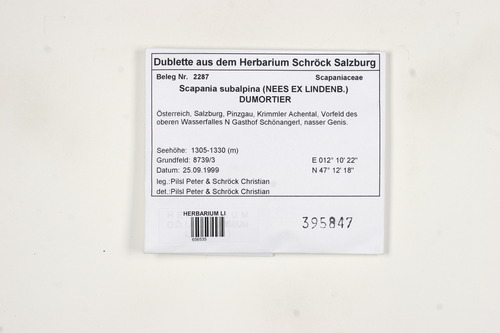 Dublette aus dem Herbarium Schröck Salzburg
Beleg Nr. 2287 Scapaniaceae
Scapania subalpina (NEES EX LINDENB.)
DUMORTIER
Österreich, Salzburg, Pinzgau, Krimmler Achental, Vorfeld des
oberen Wasserfalles N Gasthof Schönangerl, nasser Genis.
Seehöhe: 1305-1330 (m)
Grundfeld: 8739/3 E 012° 10' 22"
Datum: 25.09.1999 N 47° 12' 18"
leg.:Pilsl Peter & Schröck Christian
det.:Pilsl Peter & Schröck Christian
HERBARIUM LI
656535
395847